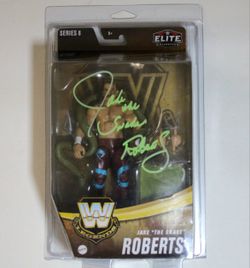 SERIES 8
ELITE
Jake the
Snake
Roberts
W
JAKE "THE SNAKE"
ROBERTS